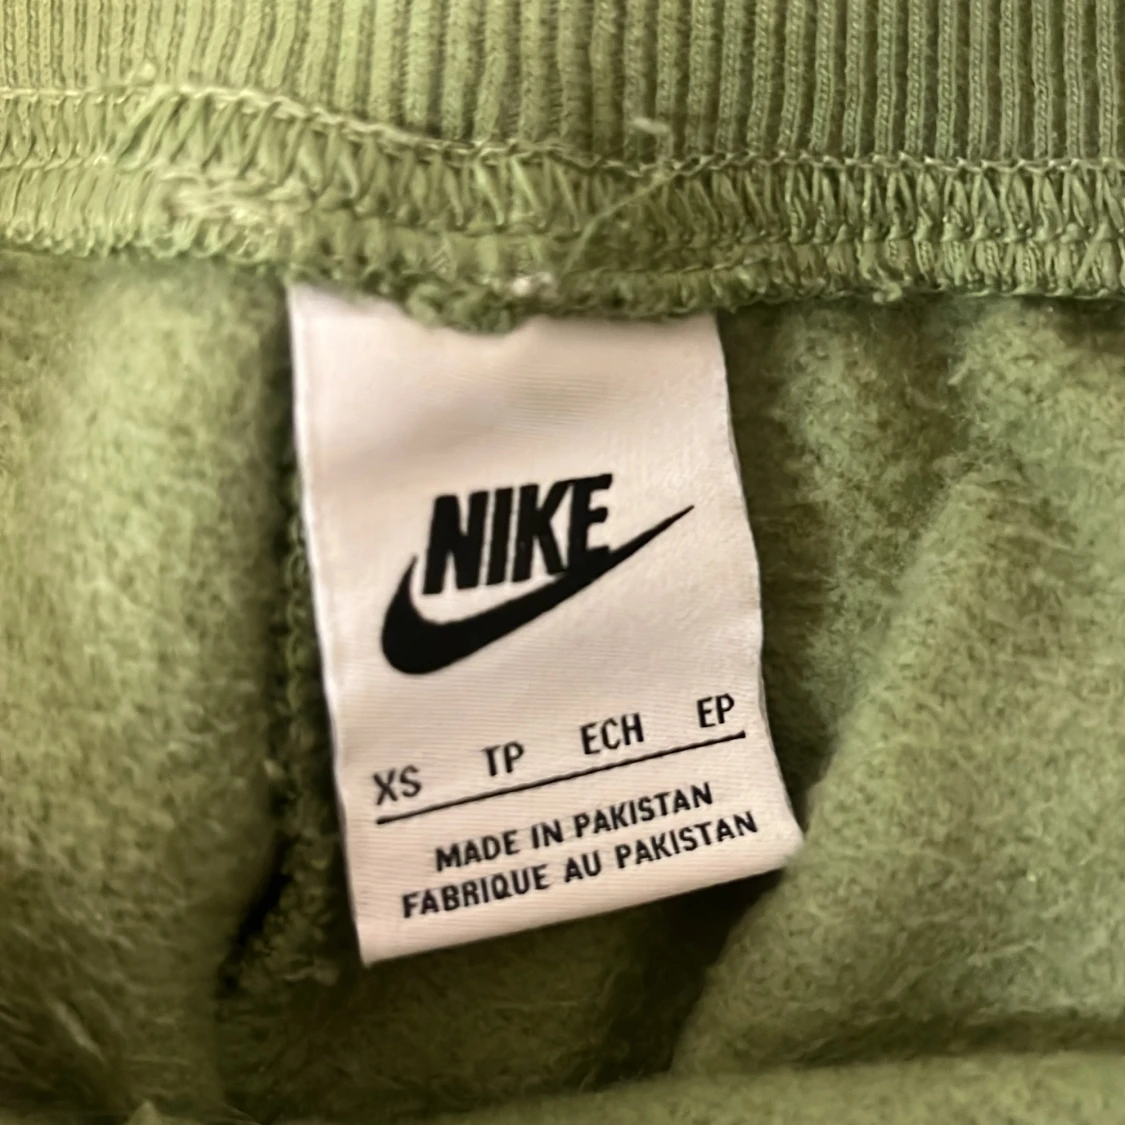 NIKE
XS TP ECH EP
MADE IN PAKISTAN
FABRIQUE AU PAKISTAN